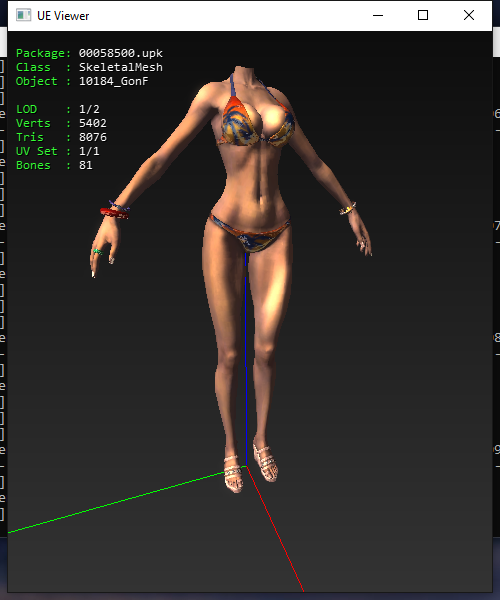 UE Viewer
Package: 00058500.upk
Class  : SkeletalMesh
Object : 10184_GonF
LOD    : 1/2
Verts  : 5402
Tris   : 8076
UV Set : 1/1
Bones  : 81